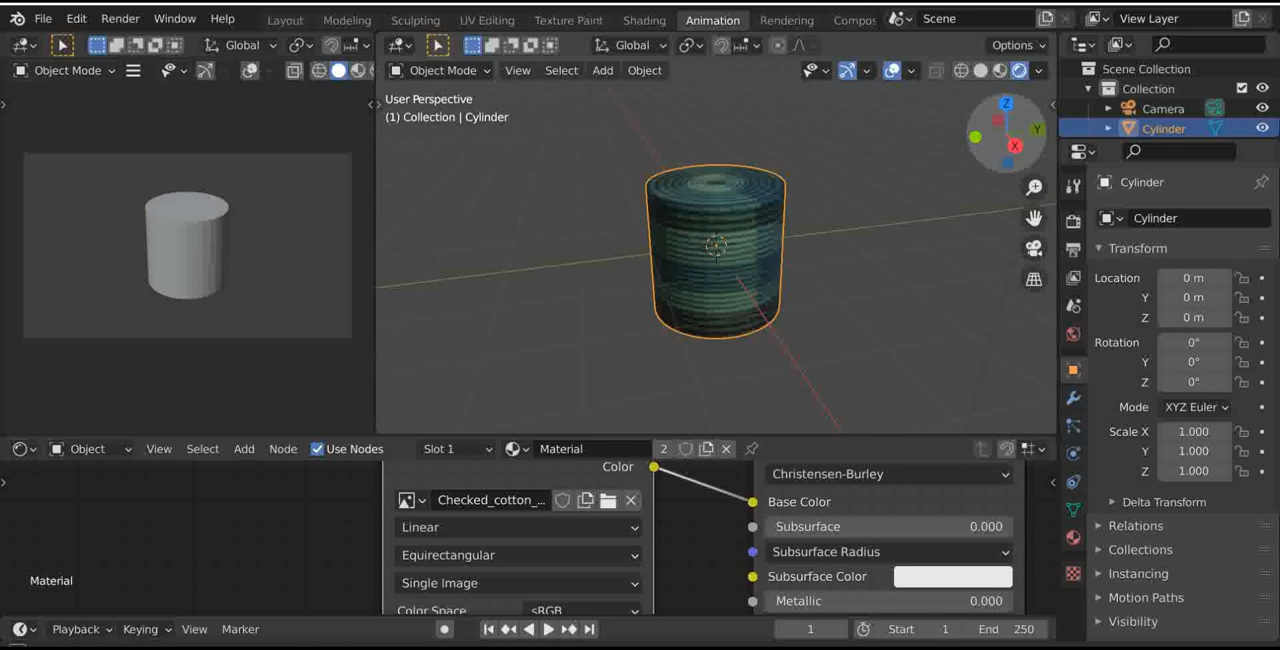 File Edit Render Window Help Layout Modeling Sculpting UV Editing Texture Paint Shading Animation Rendering Compos Scene View Layer
Global Global Options
Object Mode Object Mode View Select Add Object
Scene Collection
Collection
Camera
Cylinder
User Perspective
(1) Collection | Cylinder
Z
Y
X
Cylinder
Cylinder
Transform
Location 0 m
Y 0 m
Z 0 m
Rotation 0°
Y 0°
Z 0°
Mode XYZ Euler
Scale X 1.000
Y 1.000
Z 1.000
Delta Transform
Relations
Collections
Instancing
Motion Paths
Visibility
Object View Select Add Node Use Nodes Slot 1 Material 2
Color
Checked_cotton_...
Linear
Equirectangular
Single Image
Color Space sRGB
Christensen-Burley
Base Color
Subsurface 0.000
Subsurface Radius
Subsurface Color
Metallic 0.000
Material
Playback Keying View Marker 1 Start 1 End 250